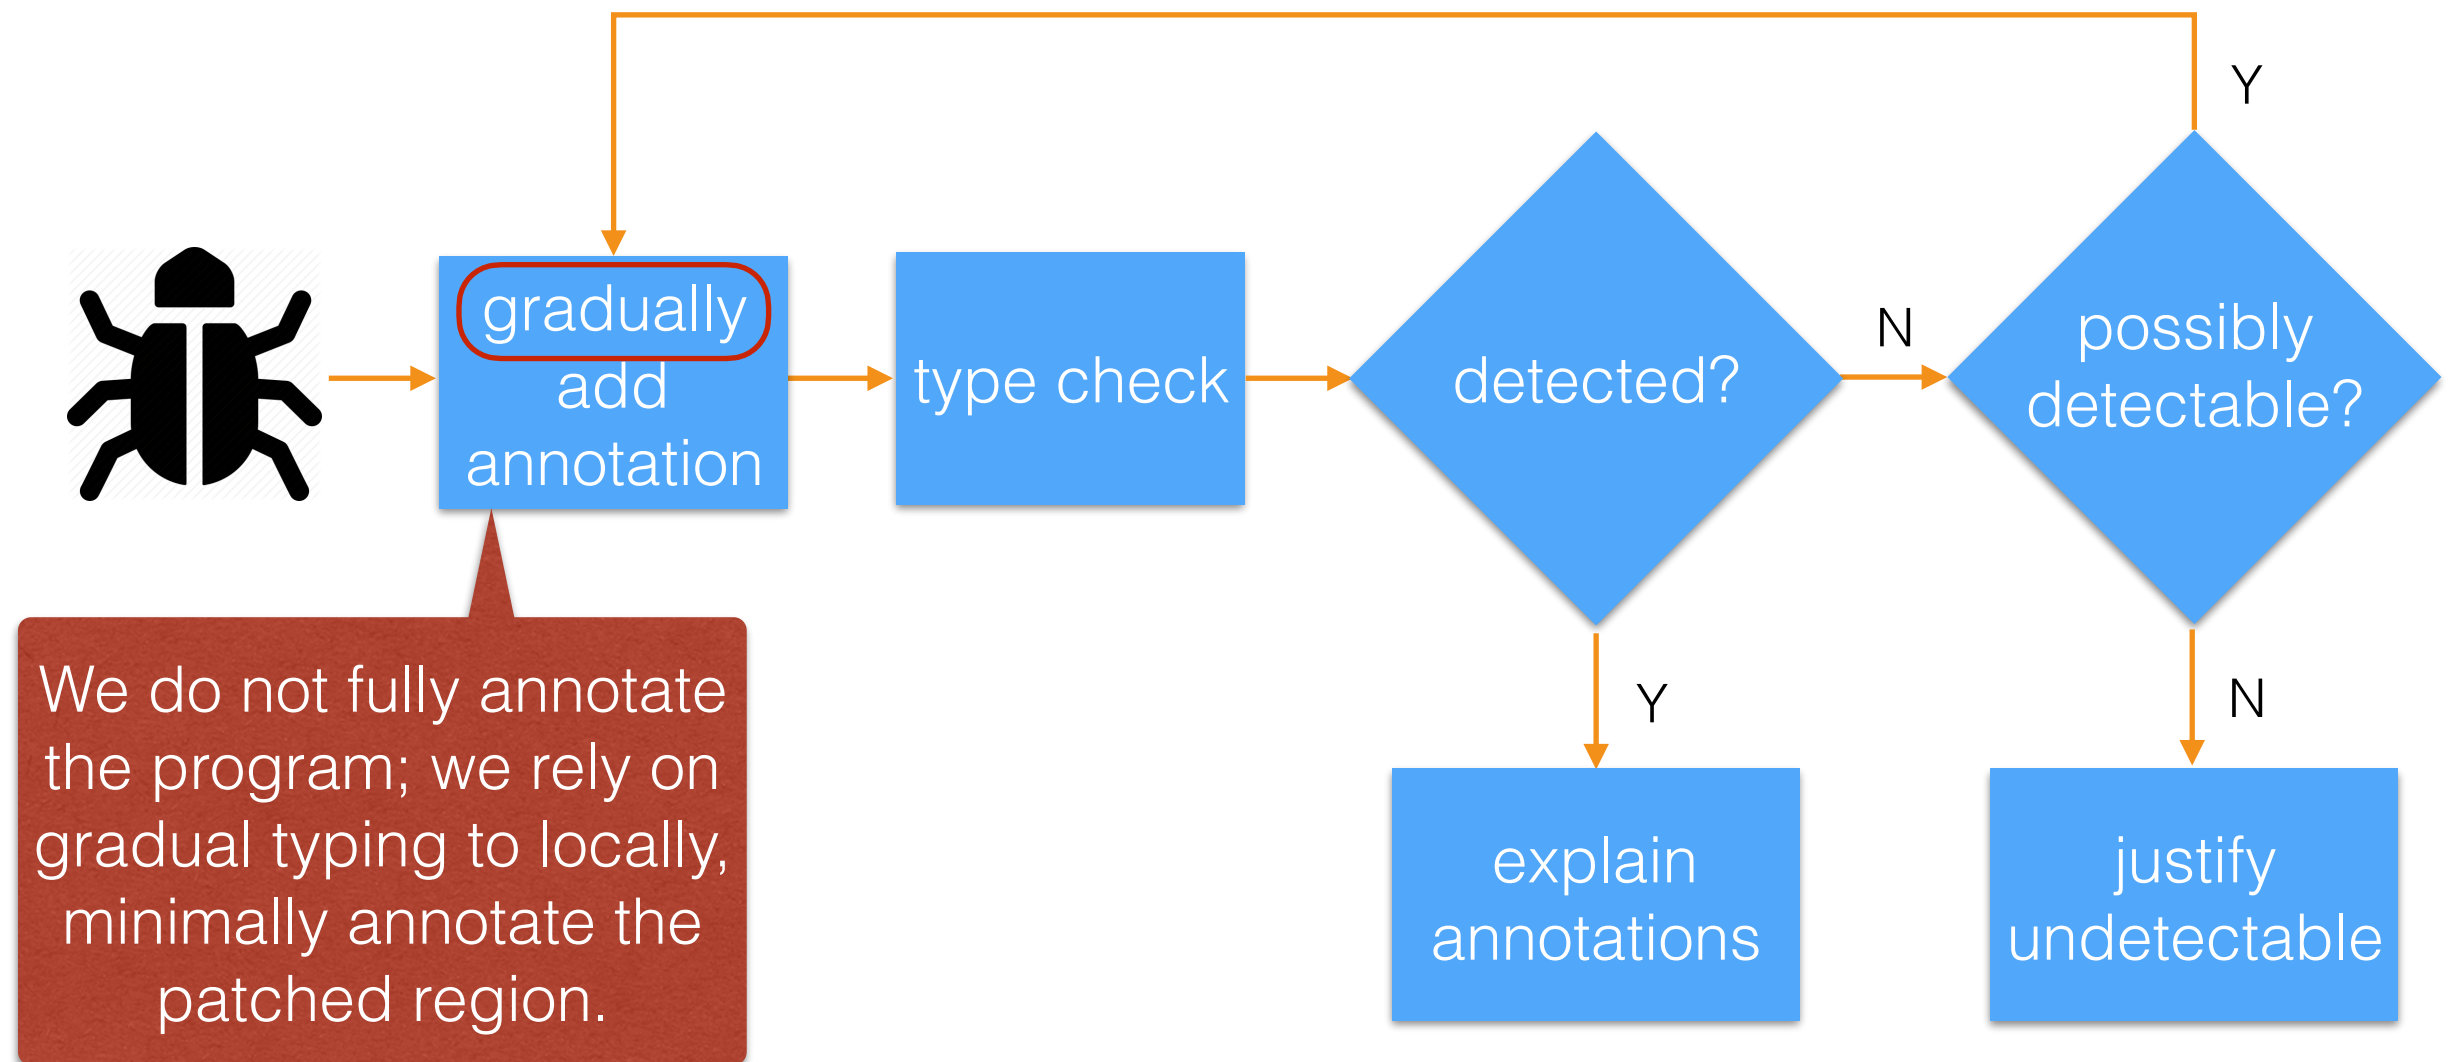 Y
gradually
add
annotation
type check
detected?
N
possibly
detectable?
We do not fully annotate
the program; we rely on
gradual typing to locally,
minimally annotate the
patched region.
Y
explain
annotations
N
justify
undetectable